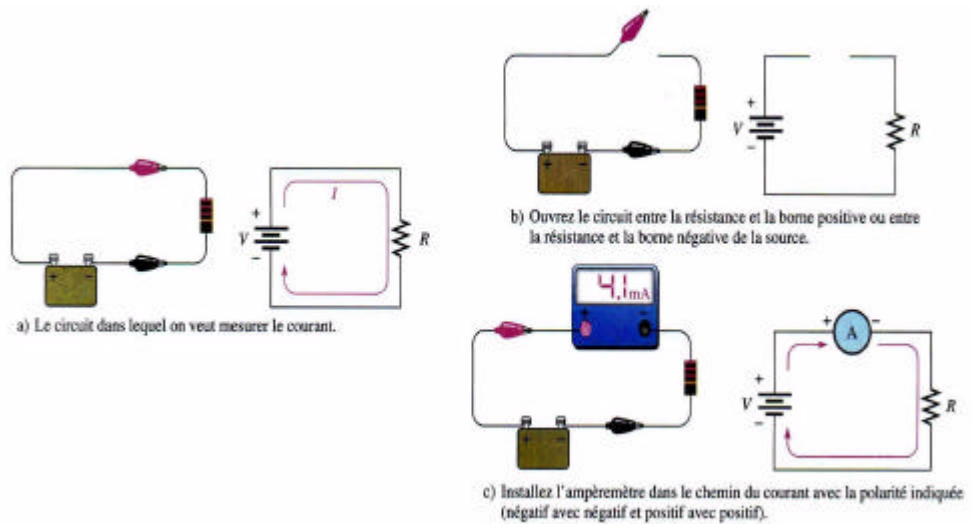 I
+
V
−
R
+ −
a) Le circuit dans lequel on veut mesurer le courant.
+
V
−
R
+ −
b) Ouvrez le circuit entre la résistance et la borne positive ou entre
la résistance et la borne négative de la source.
4.1 mA
+ −
+ A −
+
V
−
R
+ −
c) Installez l'ampèremètre dans le chemin du courant avec la polarité indiquée
(négatif avec négatif et positif avec positif).